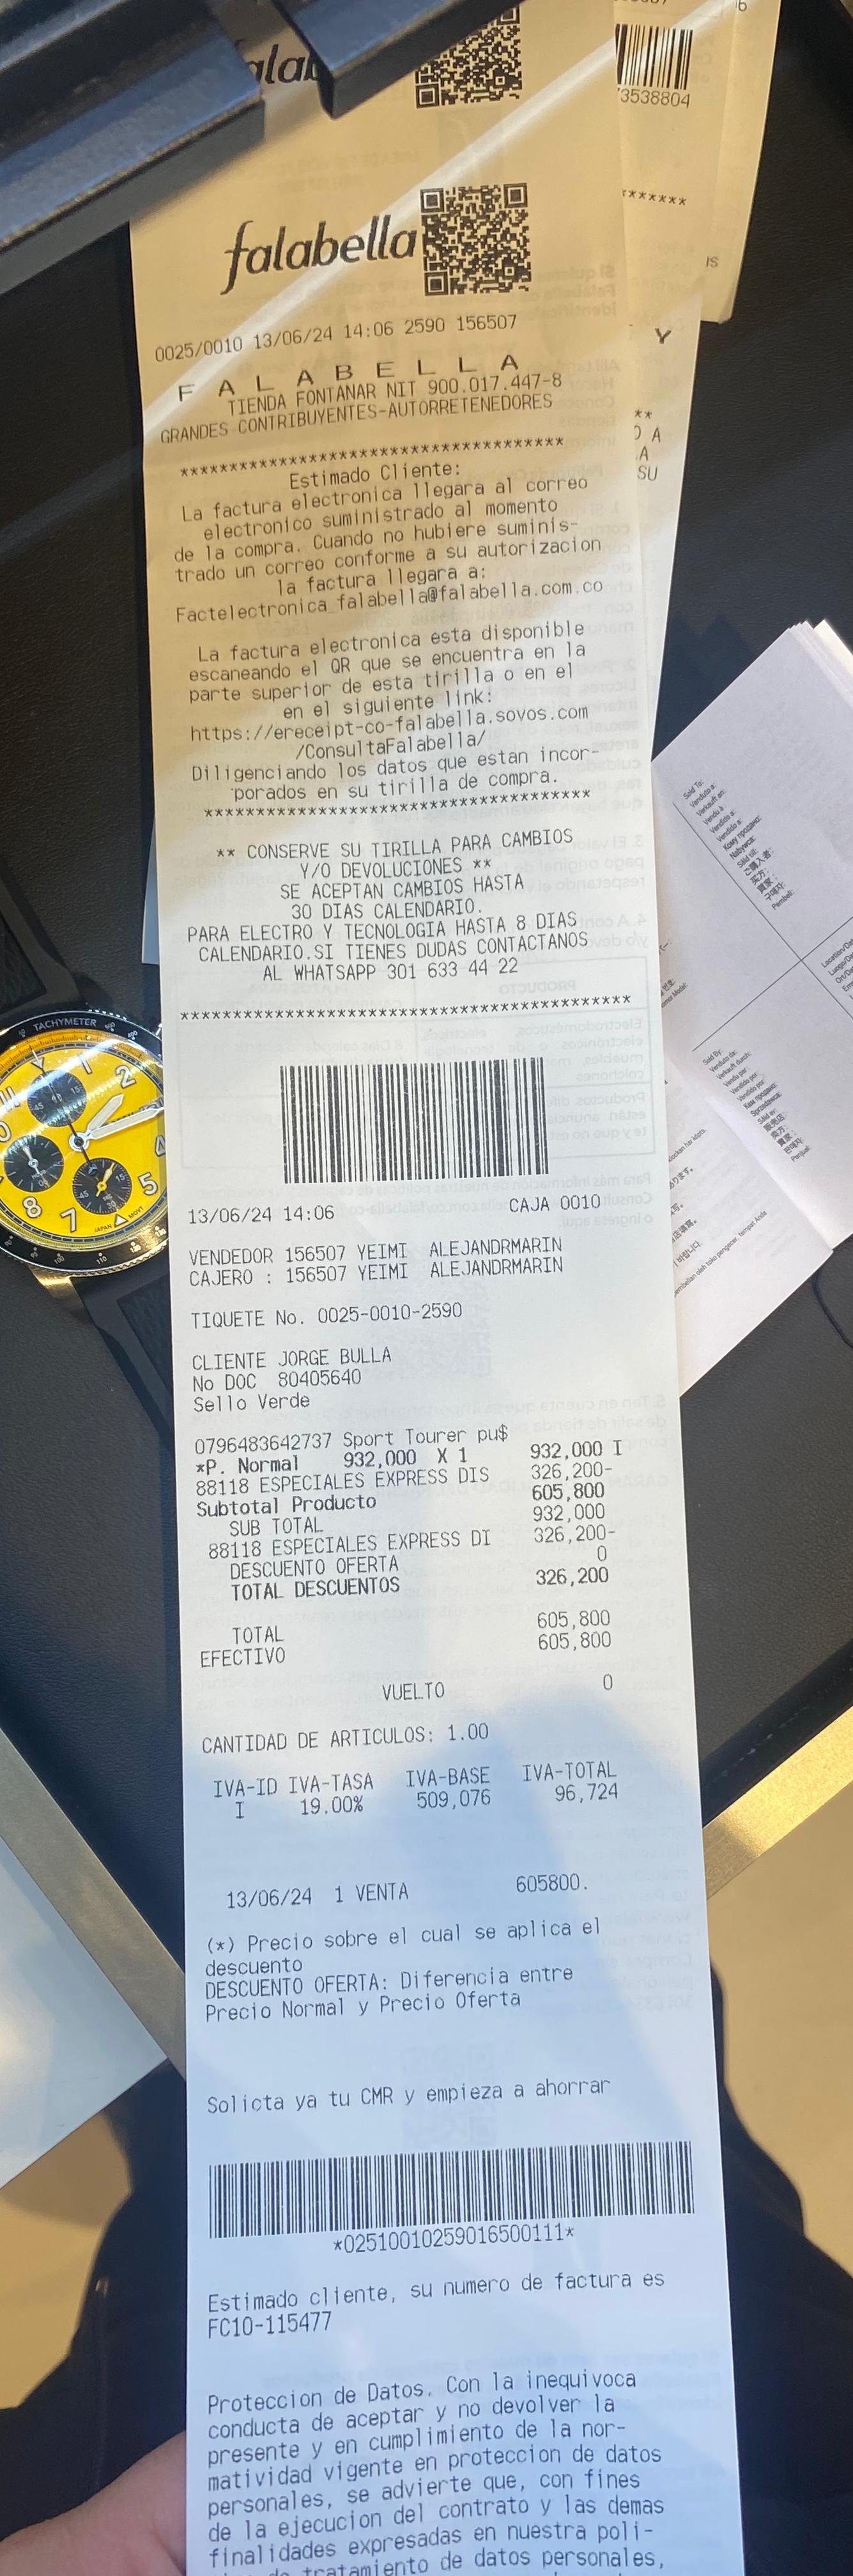 falabella
3538804
*******
falabella
0025/0010 13/06/24 14:06 2590 156507
F A L A B E L L A
TIENDA FONTANAR NIT 900.017.447-8
GRANDES CONTRIBUYENTES-AUTORRETENEDORES
***************************************
Estimado Cliente:
La factura electronica llegara al correo
electronico suministrado al momento
de la compra. Cuando no hubiere suminis-
trado un correo conforme a su autorizacion
la factura llegara a:
Factelectronica_falabella@falabella.com.co
La factura electronica esta disponible
escaneando el QR que se encuentra en la
parte superior de esta tirilla o en el
en el siguiente link:
https://ereceipt-co-falabella.sovos.com
/ConsultaFalabella/
Diligenciando los datos que estan incor-
porados en su tirilla de compra.
***************************************
** CONSERVE SU TIRILLA PARA CAMBIOS
Y/O DEVOLUCIONES **
SE ACEPTAN CAMBIOS HASTA
30 DIAS CALENDARIO.
PARA ELECTRO Y TECNOLOGIA HASTA 8 DIAS
CALENDARIO.SI TIENES DUDAS CONTACTANOS
AL WHATSAPP 301 633 44 22
*********************************************
13/06/24 14:06 CAJA 0010
VENDEDOR 156507 YEIMI ALEJANDRMARIN
CAJERO : 156507 YEIMI ALEJANDRMARIN
TIQUETE No. 0025-0010-2590
CLIENTE JORGE BULLA
No DOC 80405640
Sello Verde
0796483642737 Sport Tourer pu$
*P. Normal 932,000 X 1 932,000 I
88118 ESPECIALES EXPRESS DIS 326,200-
Subtotal Producto 605,800
SUB TOTAL 932,000
88118 ESPECIALES EXPRESS DI 326,200-
DESCUENTO OFERTA 0
TOTAL DESCUENTOS 326,200
TOTAL 605,800
EFECTIVO 605,800
VUELTO 0
CANTIDAD DE ARTICULOS: 1.00
IVA-ID IVA-TASA IVA-BASE IVA-TOTAL
I 19.00% 509,076 96,724
13/06/24 1 VENTA 605800.
(*) Precio sobre el cual se aplica el
descuento
DESCUENTO OFERTA: Diferencia entre
Precio Normal y Precio Oferta
Solicta ya tu CMR y empieza a ahorrar
*02510010259016500111*
Estimado cliente, su numero de factura es
FC10-115477
Proteccion de Datos. Con la inequivoca
conducta de aceptar y no devolver la
presente y en cumplimiento de la nor-
matividad vigente en proteccion de datos
personales, se advierte que, con fines
de la ejecucion del contrato y las demas
finalidades expresadas en nuestra poli-
tratamiento de datos personales,
TACHYMETER
1
2
4
5
7
8
JAPAN MOVT